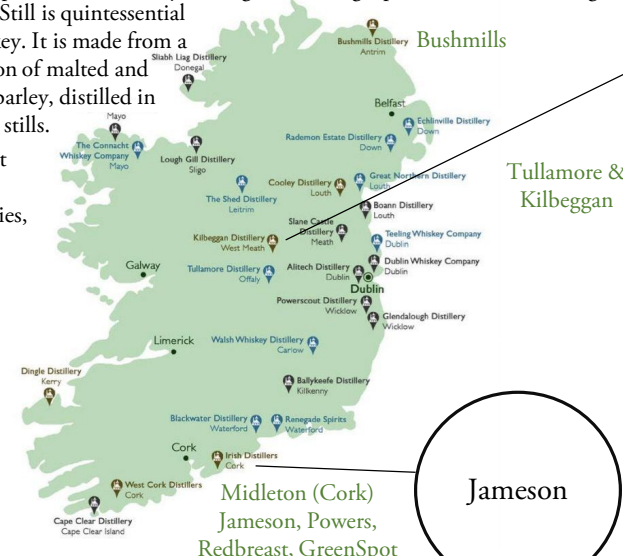 Still is quintessential
key. It is made from a
on of malted and
barley, distilled in
stills.
ies,
Bushmills Distillery
Antrim
Bushmills
Sliabh Liag Distillery
Donegal
Belfast
Echlinville Distillery
Down
Rademon Estate Distillery
Down
Mayo
The Connacht
Whiskey Company
Mayo
Lough Gill Distillery
Sligo
The Shed Distillery
Leitrim
Cooley Distillery
Louth
Great Northern Distillery
Louth
Tullamore &
Kilbeggan
Boann Distillery
Louth
Slane Castle
Distillery
Meath
Kilbeggan Distillery
West Meath
Teeling Whiskey Company
Dublin
Tullamore Distillery
Offaly
Alltech Distillery
Dublin
Dublin Whiskey Company
Dublin
Galway
Dublin
Powerscout Distillery
Wicklow
Glendalough Distillery
Wicklow
Limerick
Walsh Whiskey Distillery
Carlow
Dingle Distillery
Kerry
Ballykeefe Distillery
Kilkenny
Blackwater Distillery
Waterford
Renegade Spirits
Waterford
Cork
Irish Distillers
Cork
West Cork Distillers
Cork
Cape Clear Distillery
Cape Clear Island
Midleton (Cork)
Jameson, Powers,
Redbreast, GreenSpot
Jameson